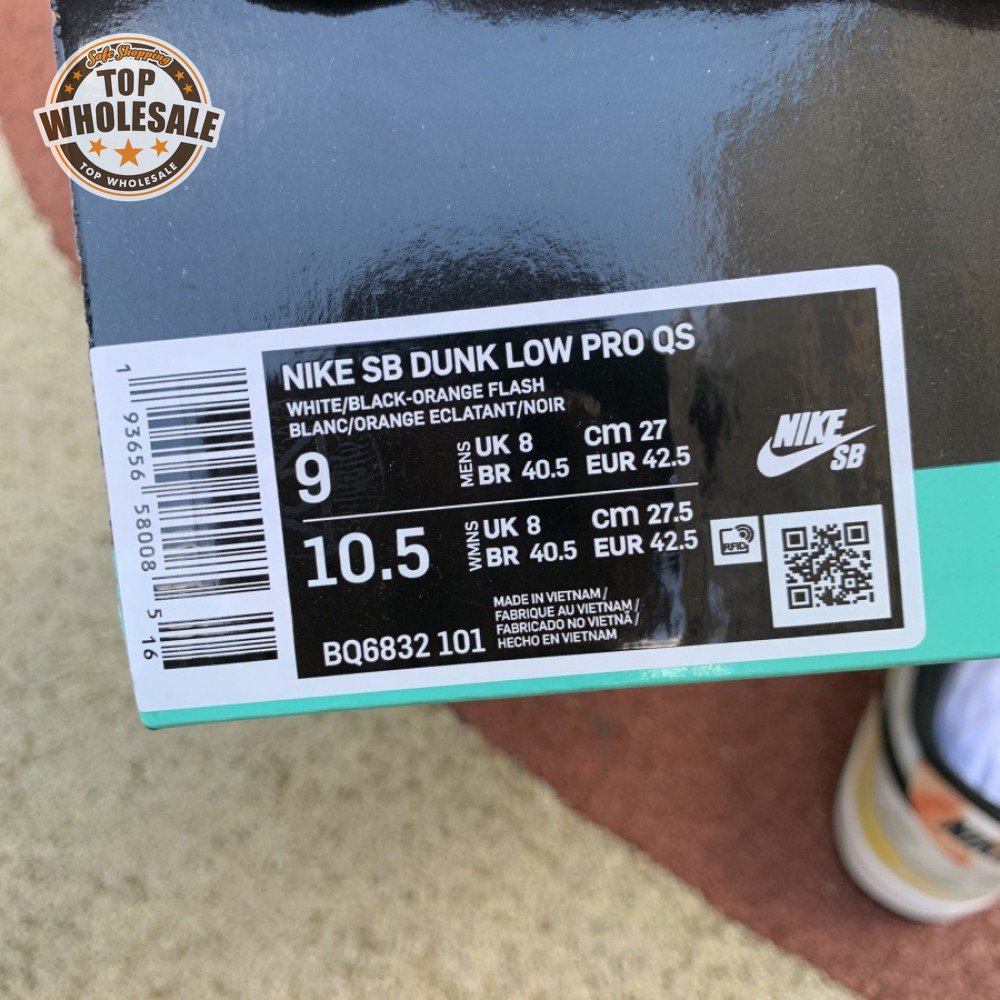 Safe Shopping
TOP
WHOLESALE
TOP WHOLESALE
NIKE SB DUNK LOW PRO QS
WHITE/BLACK-ORANGE FLASH
BLANC/ORANGE ECLATANT/NOIR
9 MENS UK 8 cm 27
BR 40.5 EUR 42.5
10.5 WMNS UK 8 cm 27.5
BR 40.5 EUR 42.5
NIKE
SB
RFID
BQ6832 101
MADE IN VIETNAM /
FABRIQUE AU VIETNAM /
FABRICADO NO VIETNÃ /
HECHO EN VIETNAM
1 93656 58008 5 16
NIK